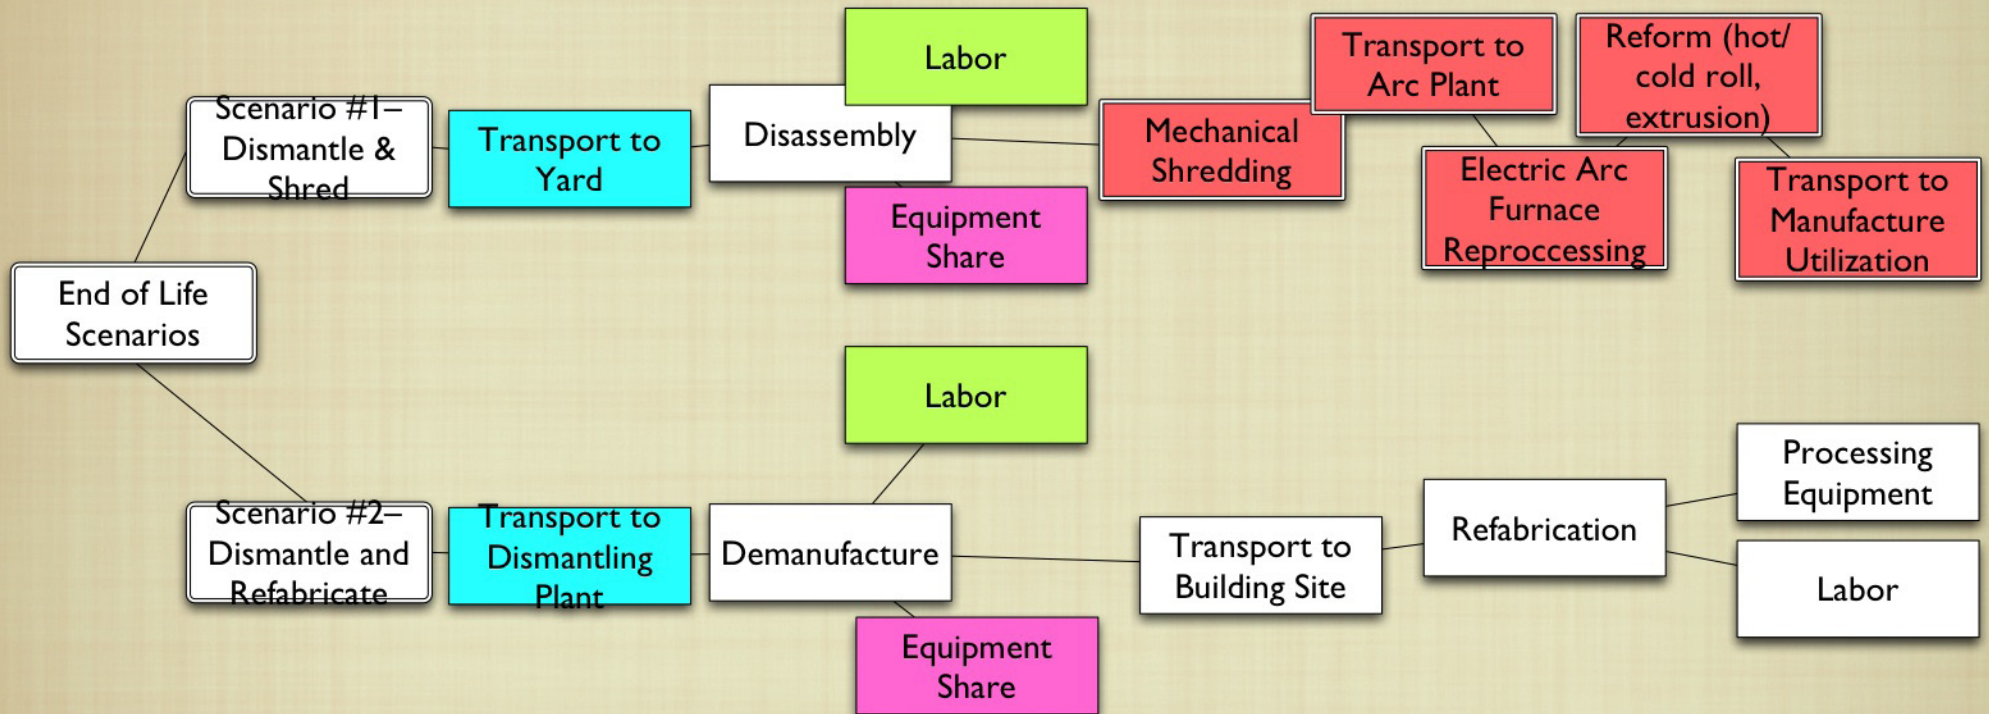 End of Life
Scenarios
Scenario #1–
Dismantle &
Shred
Transport to
Yard
Disassembly
Labor
Equipment
Share
Mechanical
Shredding
Transport to
Arc Plant
Electric Arc
Furnace
Reproccessing
Reform (hot/
cold roll,
extrusion)
Transport to
Manufacture
Utilization
Scenario #2–
Dismantle and
Refabricate
Transport to
Dismantling
Plant
Demanufacture
Labor
Equipment
Share
Transport to
Building Site
Refabrication
Processing
Equipment
Labor